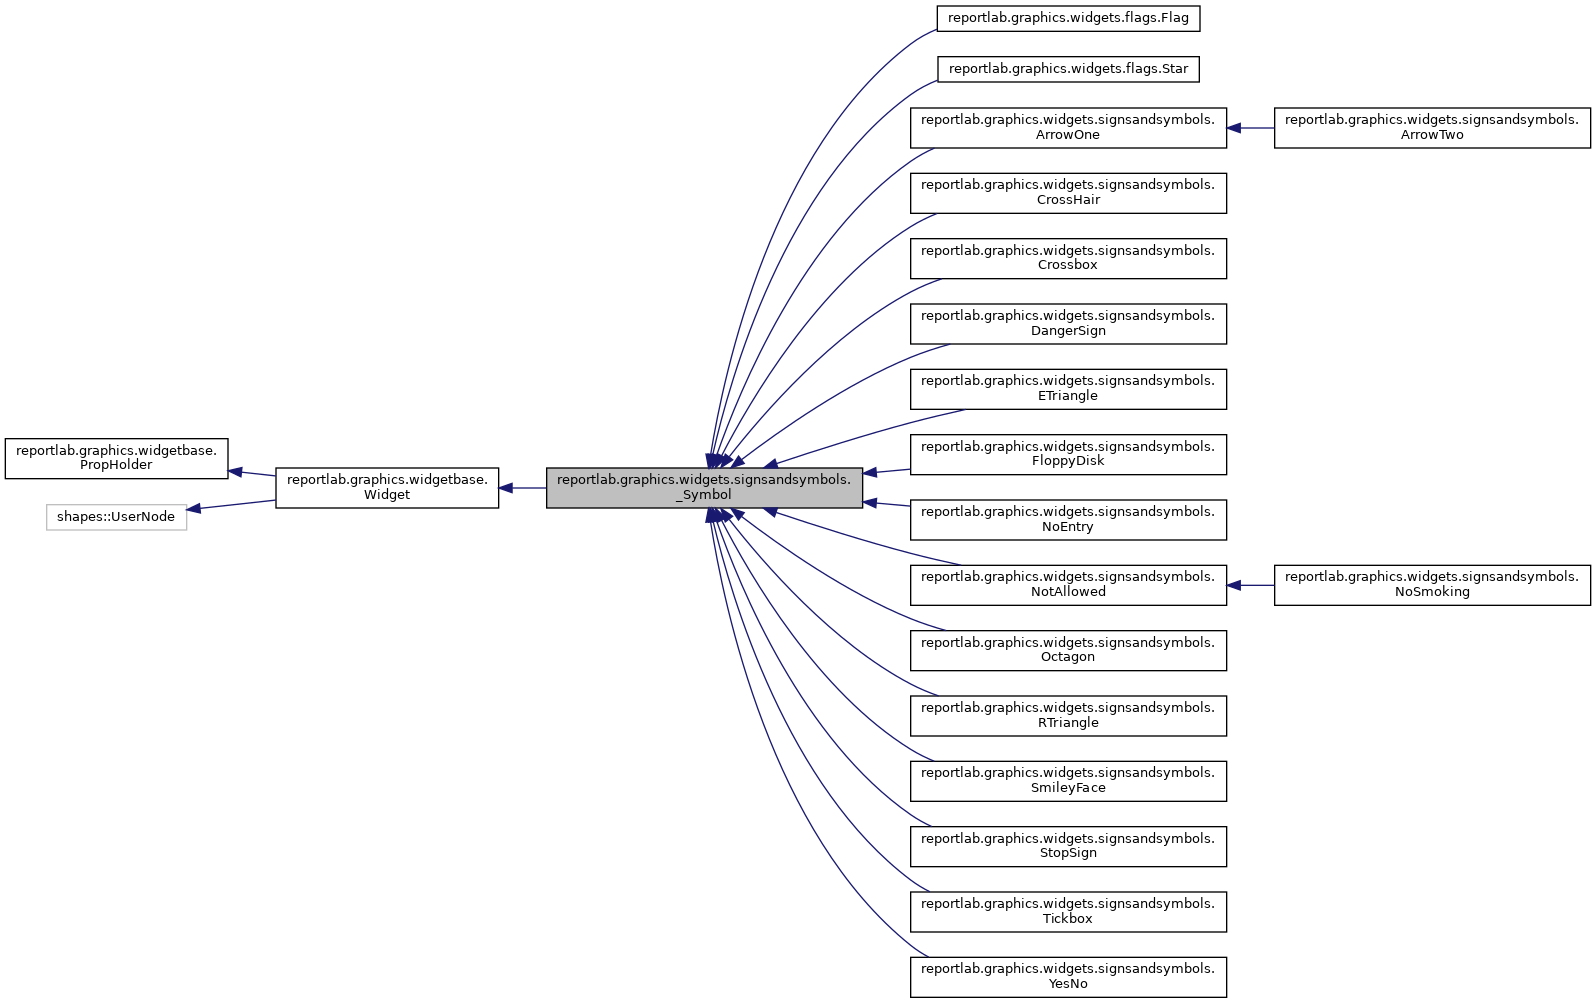 reportlab.graphics.widgetbase.
PropHolder
shapes::UserNode
reportlab.graphics.widgetbase.
Widget
reportlab.graphics.widgets.signsandsymbols.
_Symbol
reportlab.graphics.widgets.flags.Flag
reportlab.graphics.widgets.flags.Star
reportlab.graphics.widgets.signsandsymbols.
ArrowOne
reportlab.graphics.widgets.signsandsymbols.
ArrowTwo
reportlab.graphics.widgets.signsandsymbols.
CrossHair
reportlab.graphics.widgets.signsandsymbols.
Crossbox
reportlab.graphics.widgets.signsandsymbols.
DangerSign
reportlab.graphics.widgets.signsandsymbols.
ETriangle
reportlab.graphics.widgets.signsandsymbols.
FloppyDisk
reportlab.graphics.widgets.signsandsymbols.
NoEntry
reportlab.graphics.widgets.signsandsymbols.
NotAllowed
reportlab.graphics.widgets.signsandsymbols.
NoSmoking
reportlab.graphics.widgets.signsandsymbols.
Octagon
reportlab.graphics.widgets.signsandsymbols.
RTriangle
reportlab.graphics.widgets.signsandsymbols.
SmileyFace
reportlab.graphics.widgets.signsandsymbols.
StopSign
reportlab.graphics.widgets.signsandsymbols.
Tickbox
reportlab.graphics.widgets.signsandsymbols.
YesNo